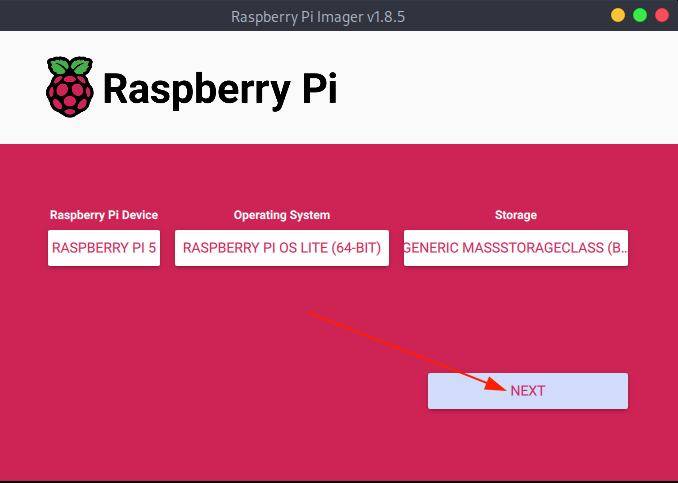 Raspberry Pi Imager v1.8.5
Raspberry Pi
Raspberry Pi Device
Operating System
Storage
RASPBERRY PI 5
RASPBERRY PI OS LITE (64-BIT)
GENERIC MASSSTORAGECLASS (B...
NEXT